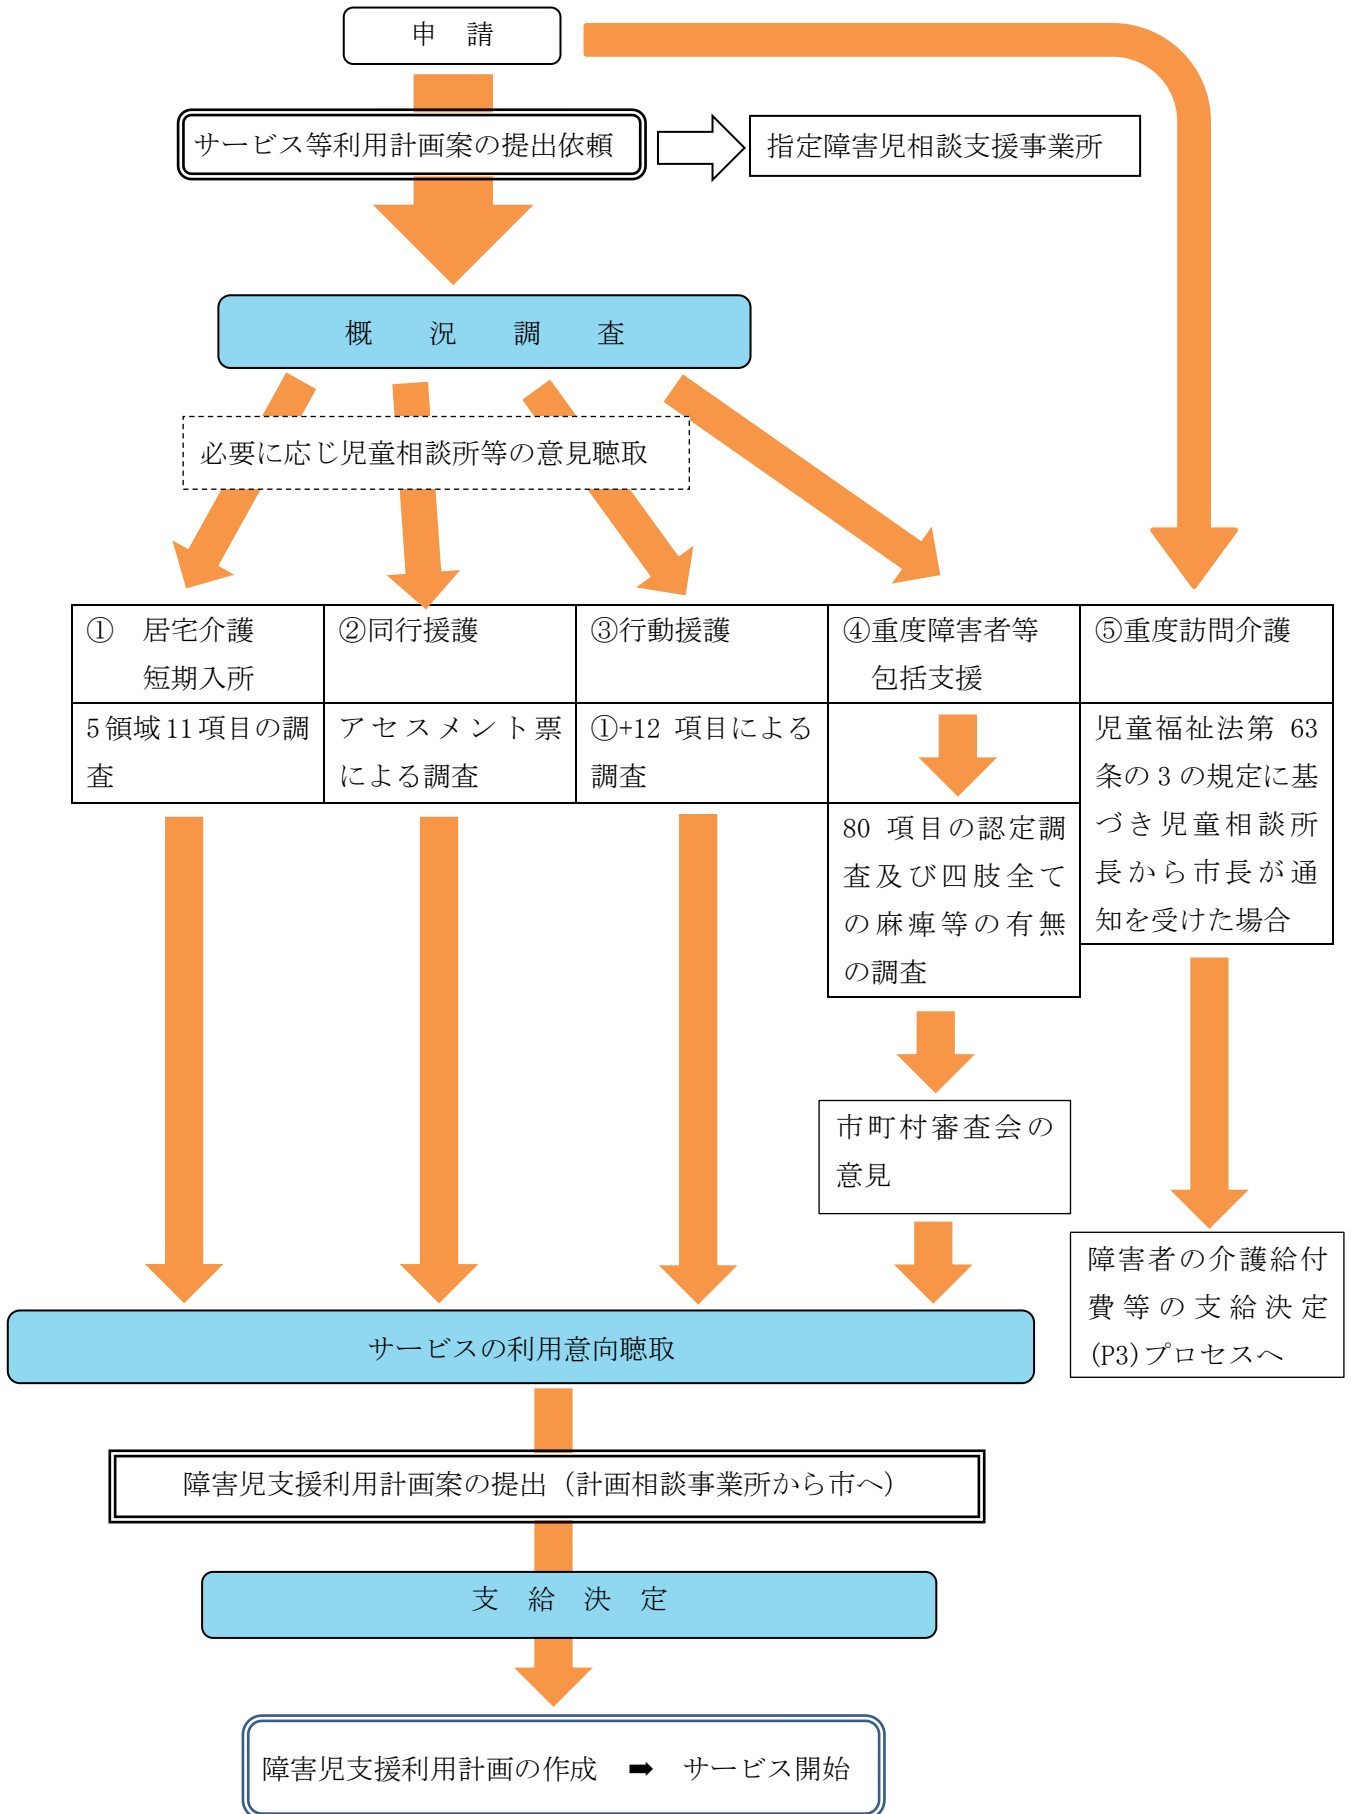 申　請
サービス等利用計画案の提出依頼
指定障害児相談支援事業所
概　況　調　査
必要に応じ児童相談所等の意見聴取
①　居宅介護
短期入所
②同行援護
③行動援護
④重度障害者等
包括支援
⑤重度訪問介護
5領域11項目の調
査
アセスメント票
による調査
①+12 項目による
調査
80 項目の認定調
査及び四肢全て
の麻痺等の有無
の調査
児童福祉法第 63
条の3の規定に基
づき児童相談所
長から市長が通
知を受けた場合
市町村審査会の
意見
障害者の介護給付
費等の支給決定
(P3)プロセスへ
サービスの利用意向聴取
障害児支援利用計画案の提出（計画相談事業所から市へ）
支　給　決　定
障害児支援利用計画の作成　➡　サービス開始